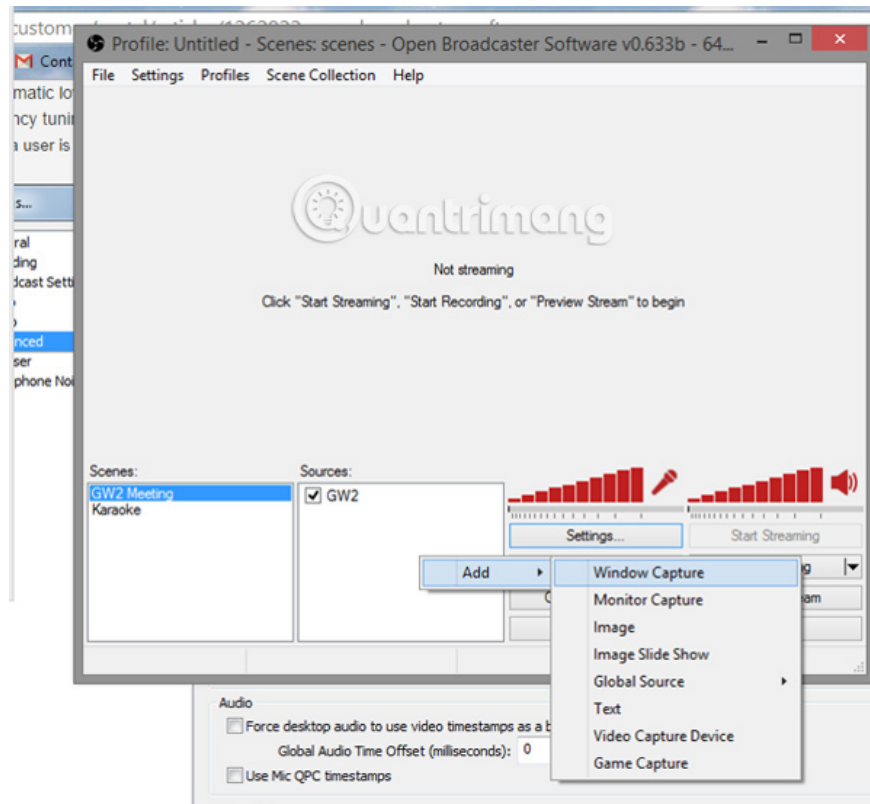 Profile: Untitled - Scenes: scenes - Open Broadcaster Software v0.633b - 64...
Cont
File Settings Profiles Scene Collection Help
matic lo
ncy tuni
a user is
s...
ral
ding
dcast Setti
nced
ser
phone Noi
Quantrimang
Not streaming
Click "Start Streaming", "Start Recording", or "Preview Stream" to begin
Scenes:
GW2 Meeting
Karaoke
Sources:
GW2
Settings...
Start Streaming
Add
Window Capture
Monitor Capture
Image
Image Slide Show
Global Source
Text
Video Capture Device
Game Capture
g
am
Audio
Force desktop audio to use video timestamps as a b
Global Audio Time Offset (milliseconds): 0
Use Mic QPC timestamps